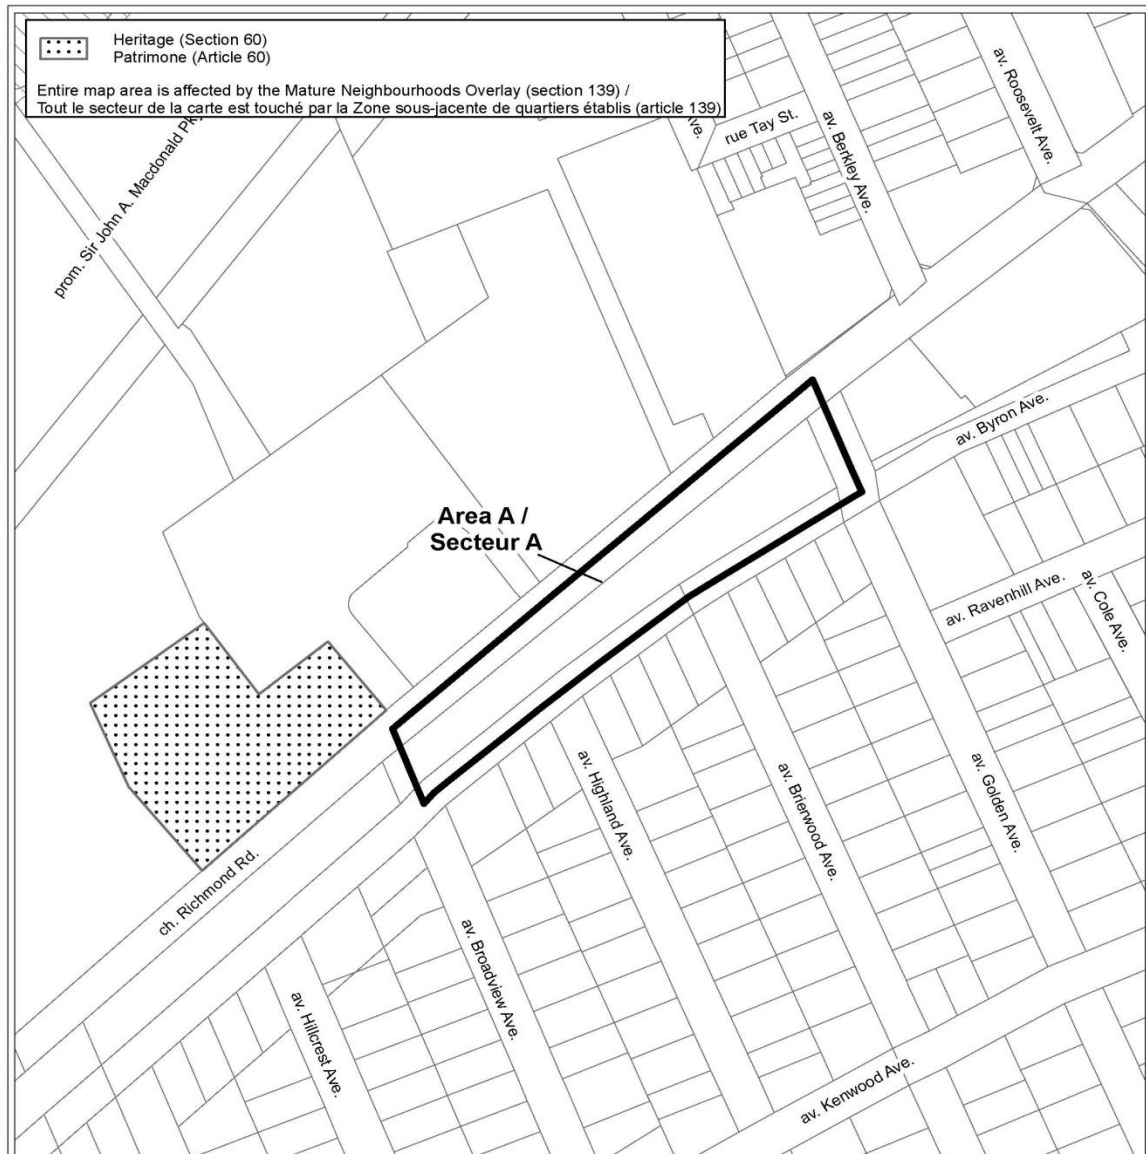 Heritage (Section 60)
Patrimone (Article 60)
Entire map area is affected by the Mature Neighbourhoods Overlay (section 139) /
Tout le secteur de la carte est touché par la Zone sous-jacente de quartiers établis (article 139)
prom. Sir John A. Macdonald
Ave.
rue Tay St.
av. Berkley Ave.
av. Roosevelt Ave.
av. Byron Ave.
Area A /
Secteur A
av. Ravenhill Ave.
av. Cole Ave.
ch. Richmond Rd.
av. Highland Ave.
av. Brierwood Ave.
av. Golden Ave.
av. Broadview Ave.
av. Hillcrest Ave.
av. Kenwood Ave.